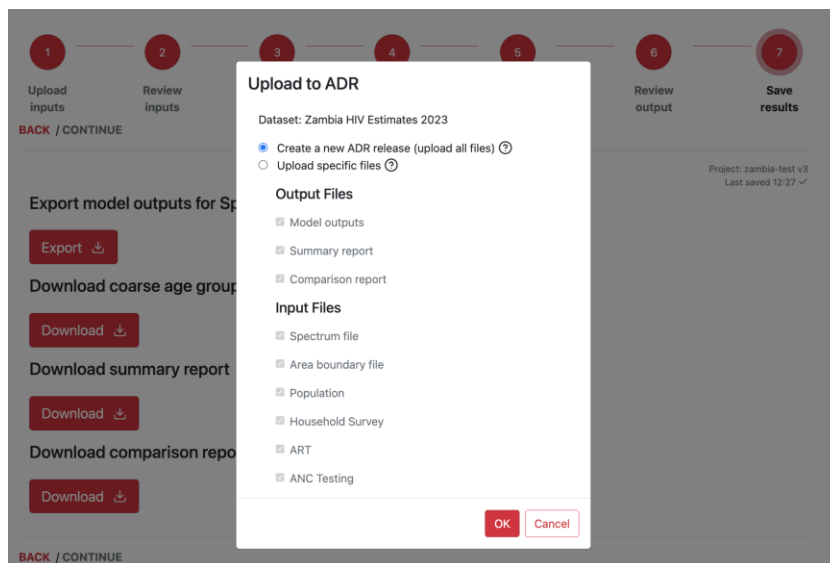 1
2
3
4
5
6
7
Upload
inputs
Review
inputs
Review
output
Save
results
BACK / CONTINUE
Project: zambia-test v3
Last saved 12:27 ✓
Export model outputs for Sp
Export
Download coarse age group
Download
Download summary report
Download
Download comparison repo
Download
BACK / CONTINUE
Upload to ADR
Dataset: Zambia HIV Estimates 2023
Create a new ADR release (upload all files) ?
Upload specific files ?
Output Files
Model outputs
Summary report
Comparison report
Input Files
Spectrum file
Area boundary file
Population
Household Survey
ART
ANC Testing
OK
Cancel